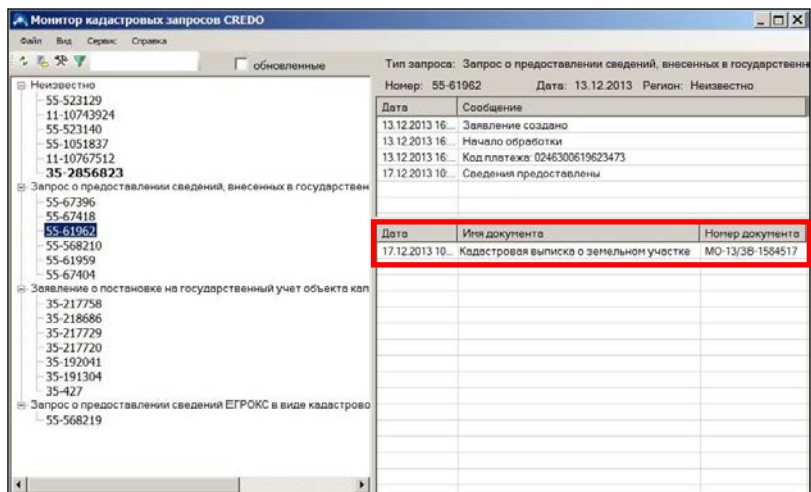 Монитор кадастровых запросов CREDO
Файл Вид Сервис Справка
обновленные
Неизвестно
55-523129
11-10743924
55-523140
55-1051837
11-10767512
35-2856823
Запрос о предоставлении сведений, внесенных в государствен
55-67396
55-67418
55-61962
55-568210
55-61959
55-67404
Заявление о постановке на государственный учет объекта кап
35-217758
35-218686
35-217729
35-217720
35-192041
35-191304
35-427
Запрос о предоставлении сведений ЕГРОКС в виде кадастрово
55-568219
Тип запроса: Запрос о предоставлении сведений, внесенных в государственн
Номер: 55-61962 Дата: 13.12.2013 Регион: Неизвестно
Дата Сообщение
13.12.2013 16:... Заявление создано
13.12.2013 16:... Начало обработки
13.12.2013 16:... Код платежа: 0246300619623473
17.12.2013 10:... Сведения предоставлены
Дата Имя документа Номер документа
17.12.2013 10... Кадастровая выписка о земельном участке МО-13/ЗВ-1584517